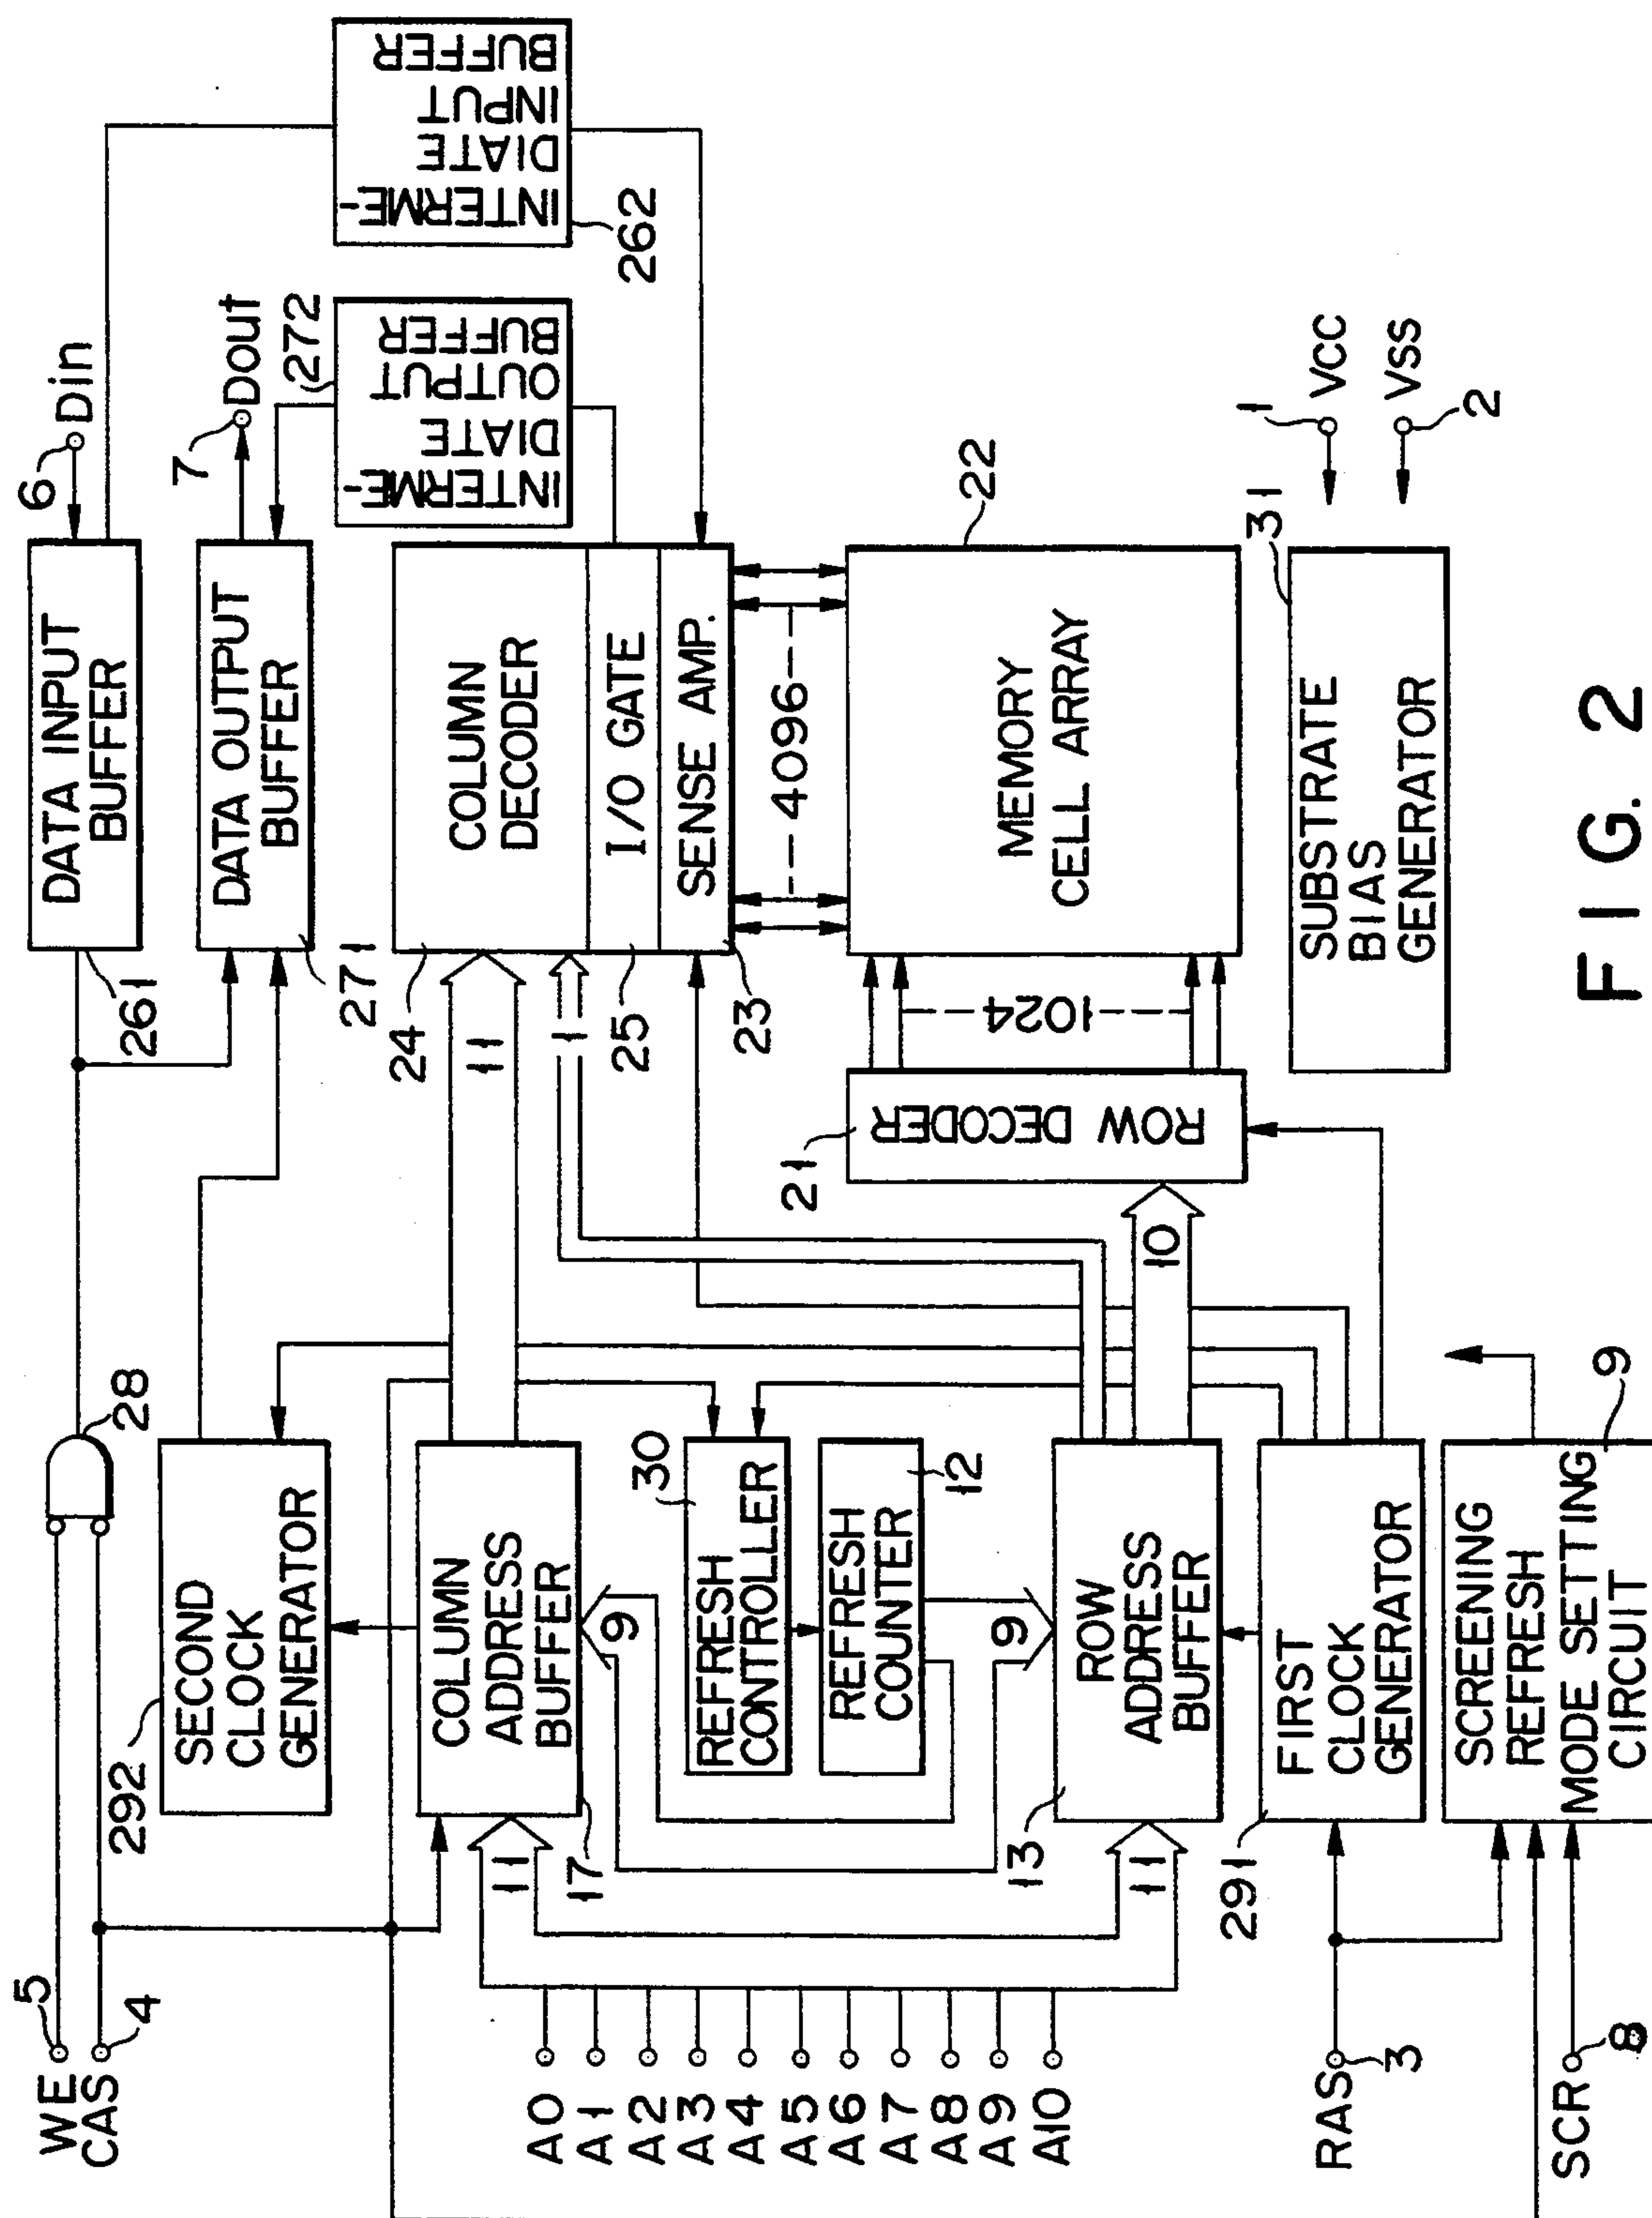 WE
5
CAS
4
28
6
Din
DATA INPUT
BUFFER
261
7
Dout
DATA OUTPUT
BUFFER
271
292
SECOND
CLOCK
GENERATOR
272
INTERME-
DIATE
OUTPUT
BUFFER
INTERME-
DIATE
INPUT
BUFFER
262
COLUMN
ADDRESS
BUFFER
17
11
11
24
COLUMN
DECODER
1
25
I/O GATE
23
SENSE AMP.
4096
9
30
REFRESH
CONTROLLER
REFRESH
COUNTER
12
9
A0
A1
A2
A3
A4
A5
A6
A7
A8
A9
A10
11
13
ROW
ADDRESS
BUFFER
10
21
ROW DECODER
1024
22
MEMORY
CELL ARRAY
RAS
3
291
FIRST
CLOCK
GENERATOR
SCR
8
SCREENING
REFRESH
MODE SETTING
CIRCUIT
9
31
SUBSTRATE
BIAS
GENERATOR
1
VCC
VSS
2
FIG. 2